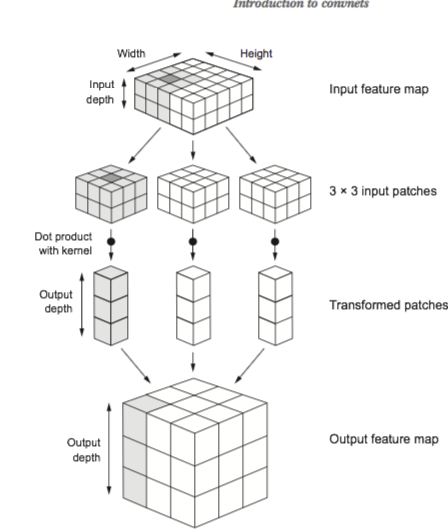 Introduction to convnets
Width
Height
Input
depth
Input feature map
3 × 3 input patches
Dot product
with kernel
Output
depth
Transformed patches
Output
depth
Output feature map